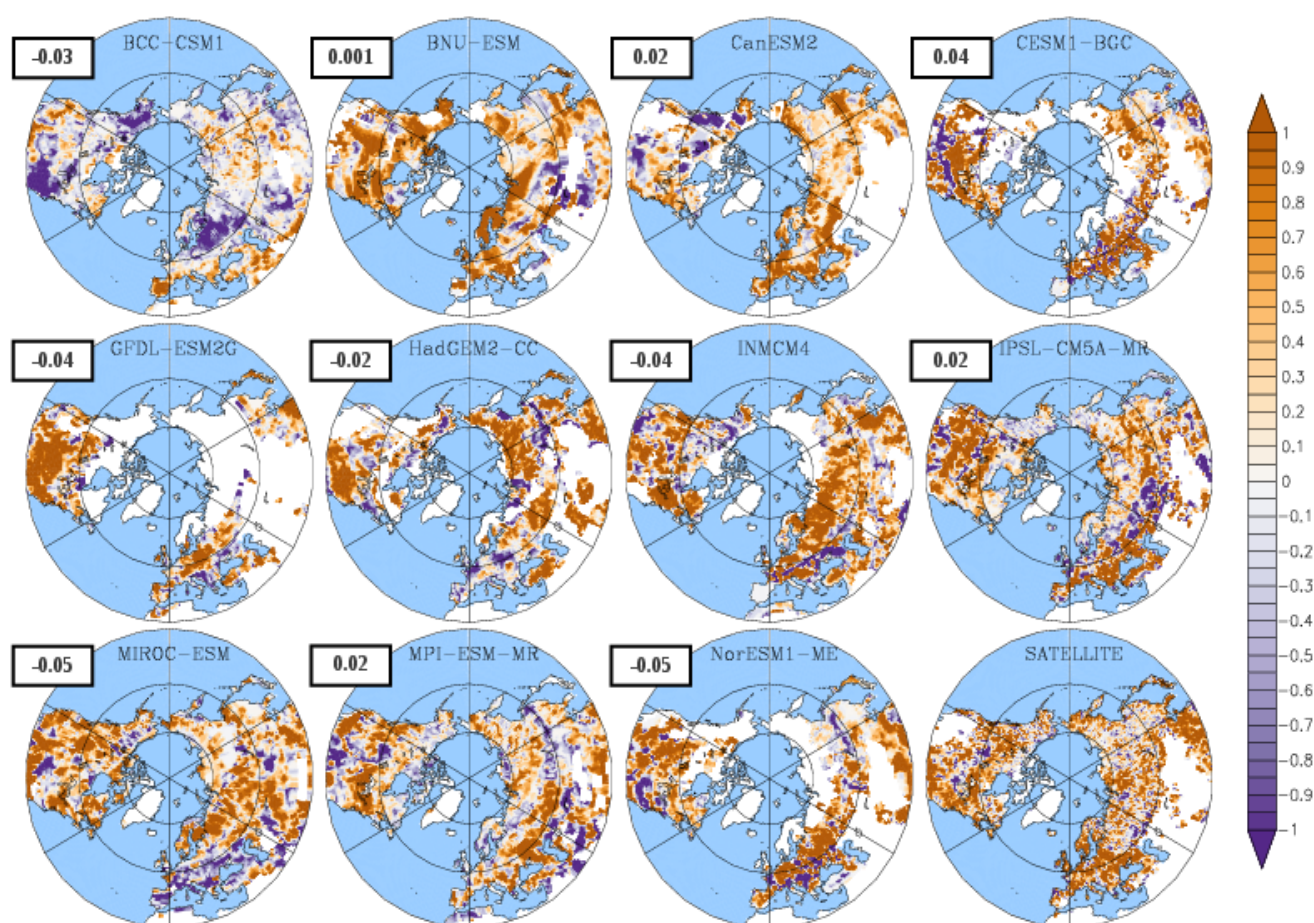 BCC-CSM1
-0.03
BNU-ESM
0.001
CanESM2
0.02
CESM1-BGC
0.04
GFDL-ESM2G
-0.04
HadGEM2-CC
-0.02
INMCM4
-0.04
IPSL-CM5A-MR
0.02
MIROC-ESM
-0.05
MPI-ESM-MR
0.02
NorESM1-ME
-0.05
SATELLITE
1
0.9
0.8
0.7
0.6
0.5
0.4
0.3
0.2
0.1
0
-0.1
-0.2
-0.3
-0.4
-0.5
-0.6
-0.7
-0.8
-0.9
-1